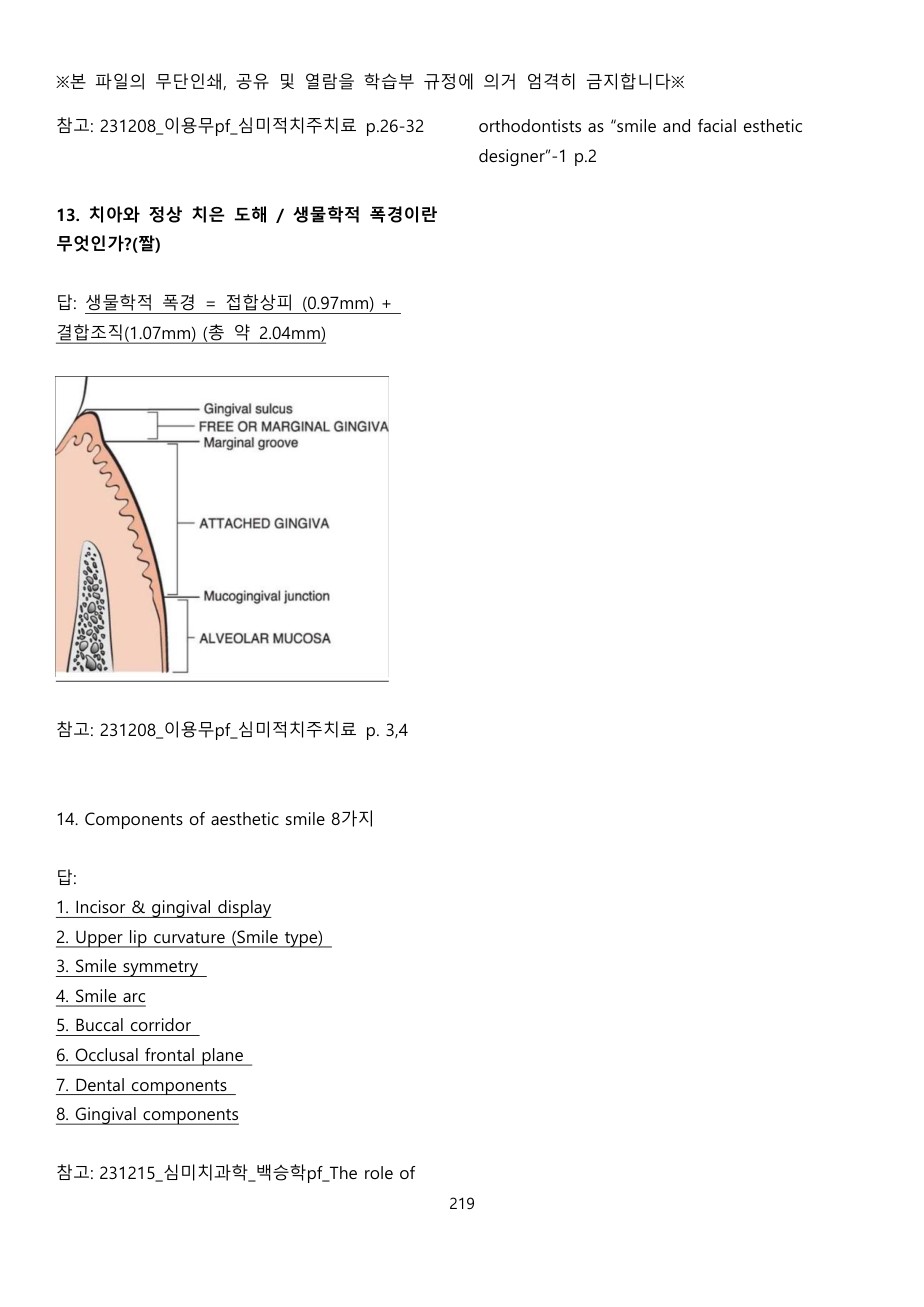 ※본 파일의 무단인쇄, 공유 및 열람을 학습부 규정에 의거 엄격히 금지합니다※
참고: 231208_이용무pf_심미적치주치료 p.26-32
13. 치아와 정상 치은 도해 / 생물학적 폭경이란
무엇인가?(짤)
답: 생물학적 폭경 = 접합상피 (0.97mm) +
결합조직(1.07mm) (총 약 2.04mm)
Gingival sulcus
FREE OR MARGINAL GINGIVA
Marginal groove
ATTACHED GINGIVA
Mucogingival junction
ALVEOLAR MUCOSA
참고: 231208_이용무pf_심미적치주치료 p. 3,4
14. Components of aesthetic smile 8가지
답:
1. Incisor & gingival display
2. Upper lip curvature (Smile type)
3. Smile symmetry
4. Smile arc
5. Buccal corridor
6. Occlusal frontal plane
7. Dental components
8. Gingival components
참고: 231215_심미치과학_백승학pf_The role of
orthodontists as “smile and facial esthetic
designer”-1 p.2
219